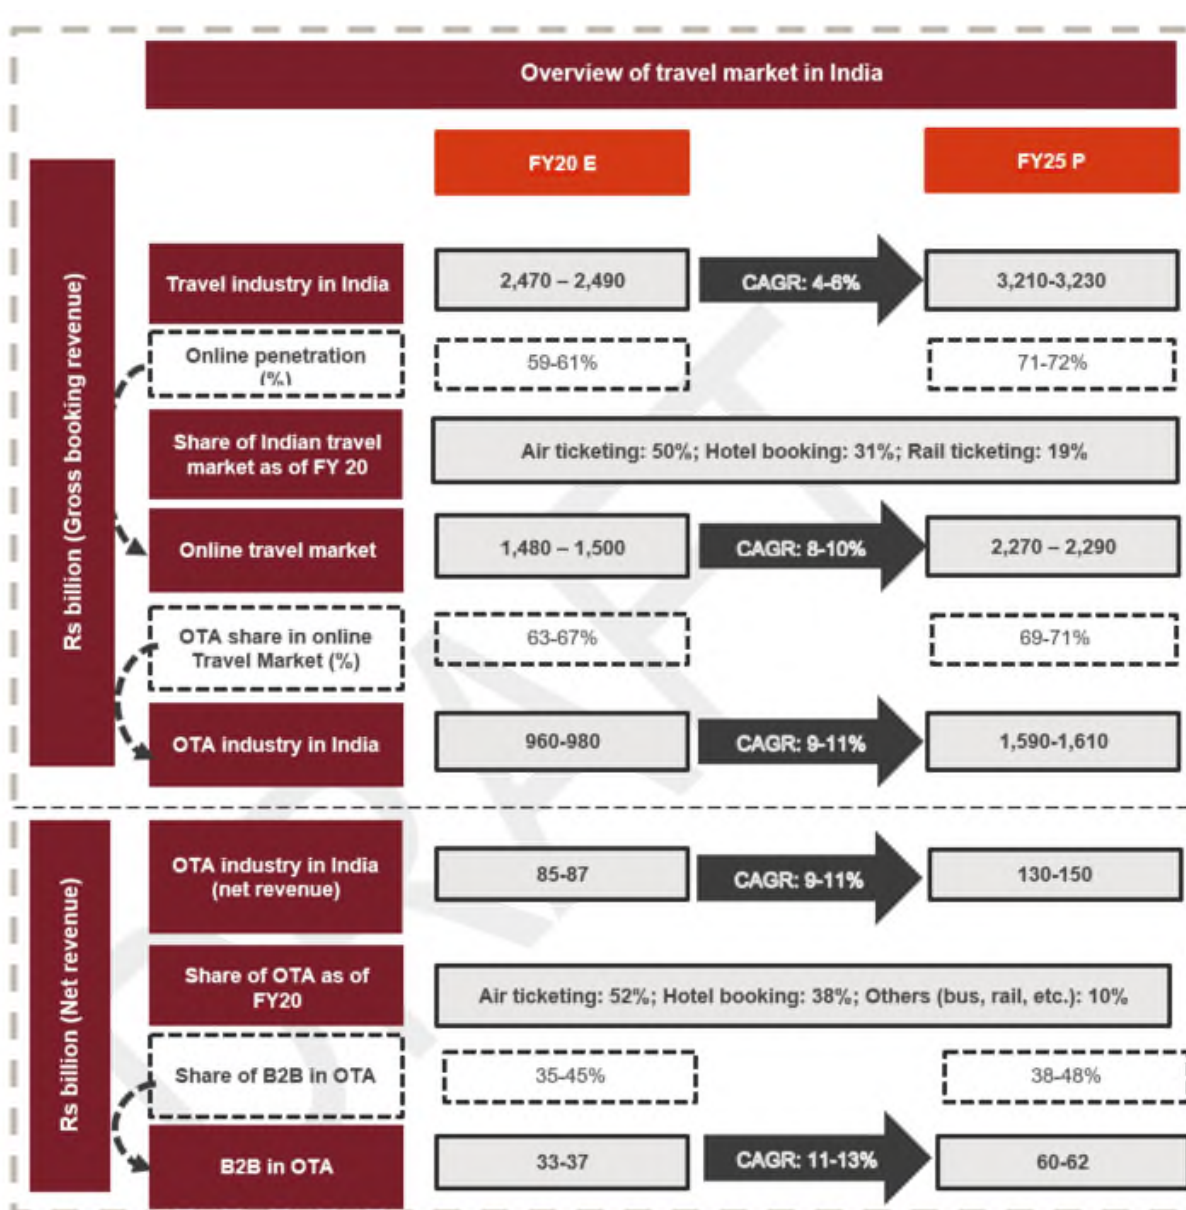 Overview of travel market in India
FY20 E
FY25 P
Rs billion (Gross booking revenue)
Travel industry in India
2,470 – 2,490
CAGR: 4-6%
3,210-3,230
Online penetration
(%)
59-61%
71-72%
Share of Indian travel
market as of FY 20
Air ticketing: 50%; Hotel booking: 31%; Rail ticketing: 19%
Online travel market
1,480 – 1,500
CAGR: 8-10%
2,270 – 2,290
OTA share in online
Travel Market (%)
63-67%
69-71%
OTA industry in India
960-980
CAGR: 9-11%
1,590-1,610
Rs billion (Net revenue)
OTA industry in India
(net revenue)
85-87
CAGR: 9-11%
130-150
Share of OTA as of
FY20
Air ticketing: 52%; Hotel booking: 38%; Others (bus, rail, etc.): 10%
Share of B2B in OTA
35-45%
38-48%
B2B in OTA
33-37
CAGR: 11-13%
60-62
DRAFT